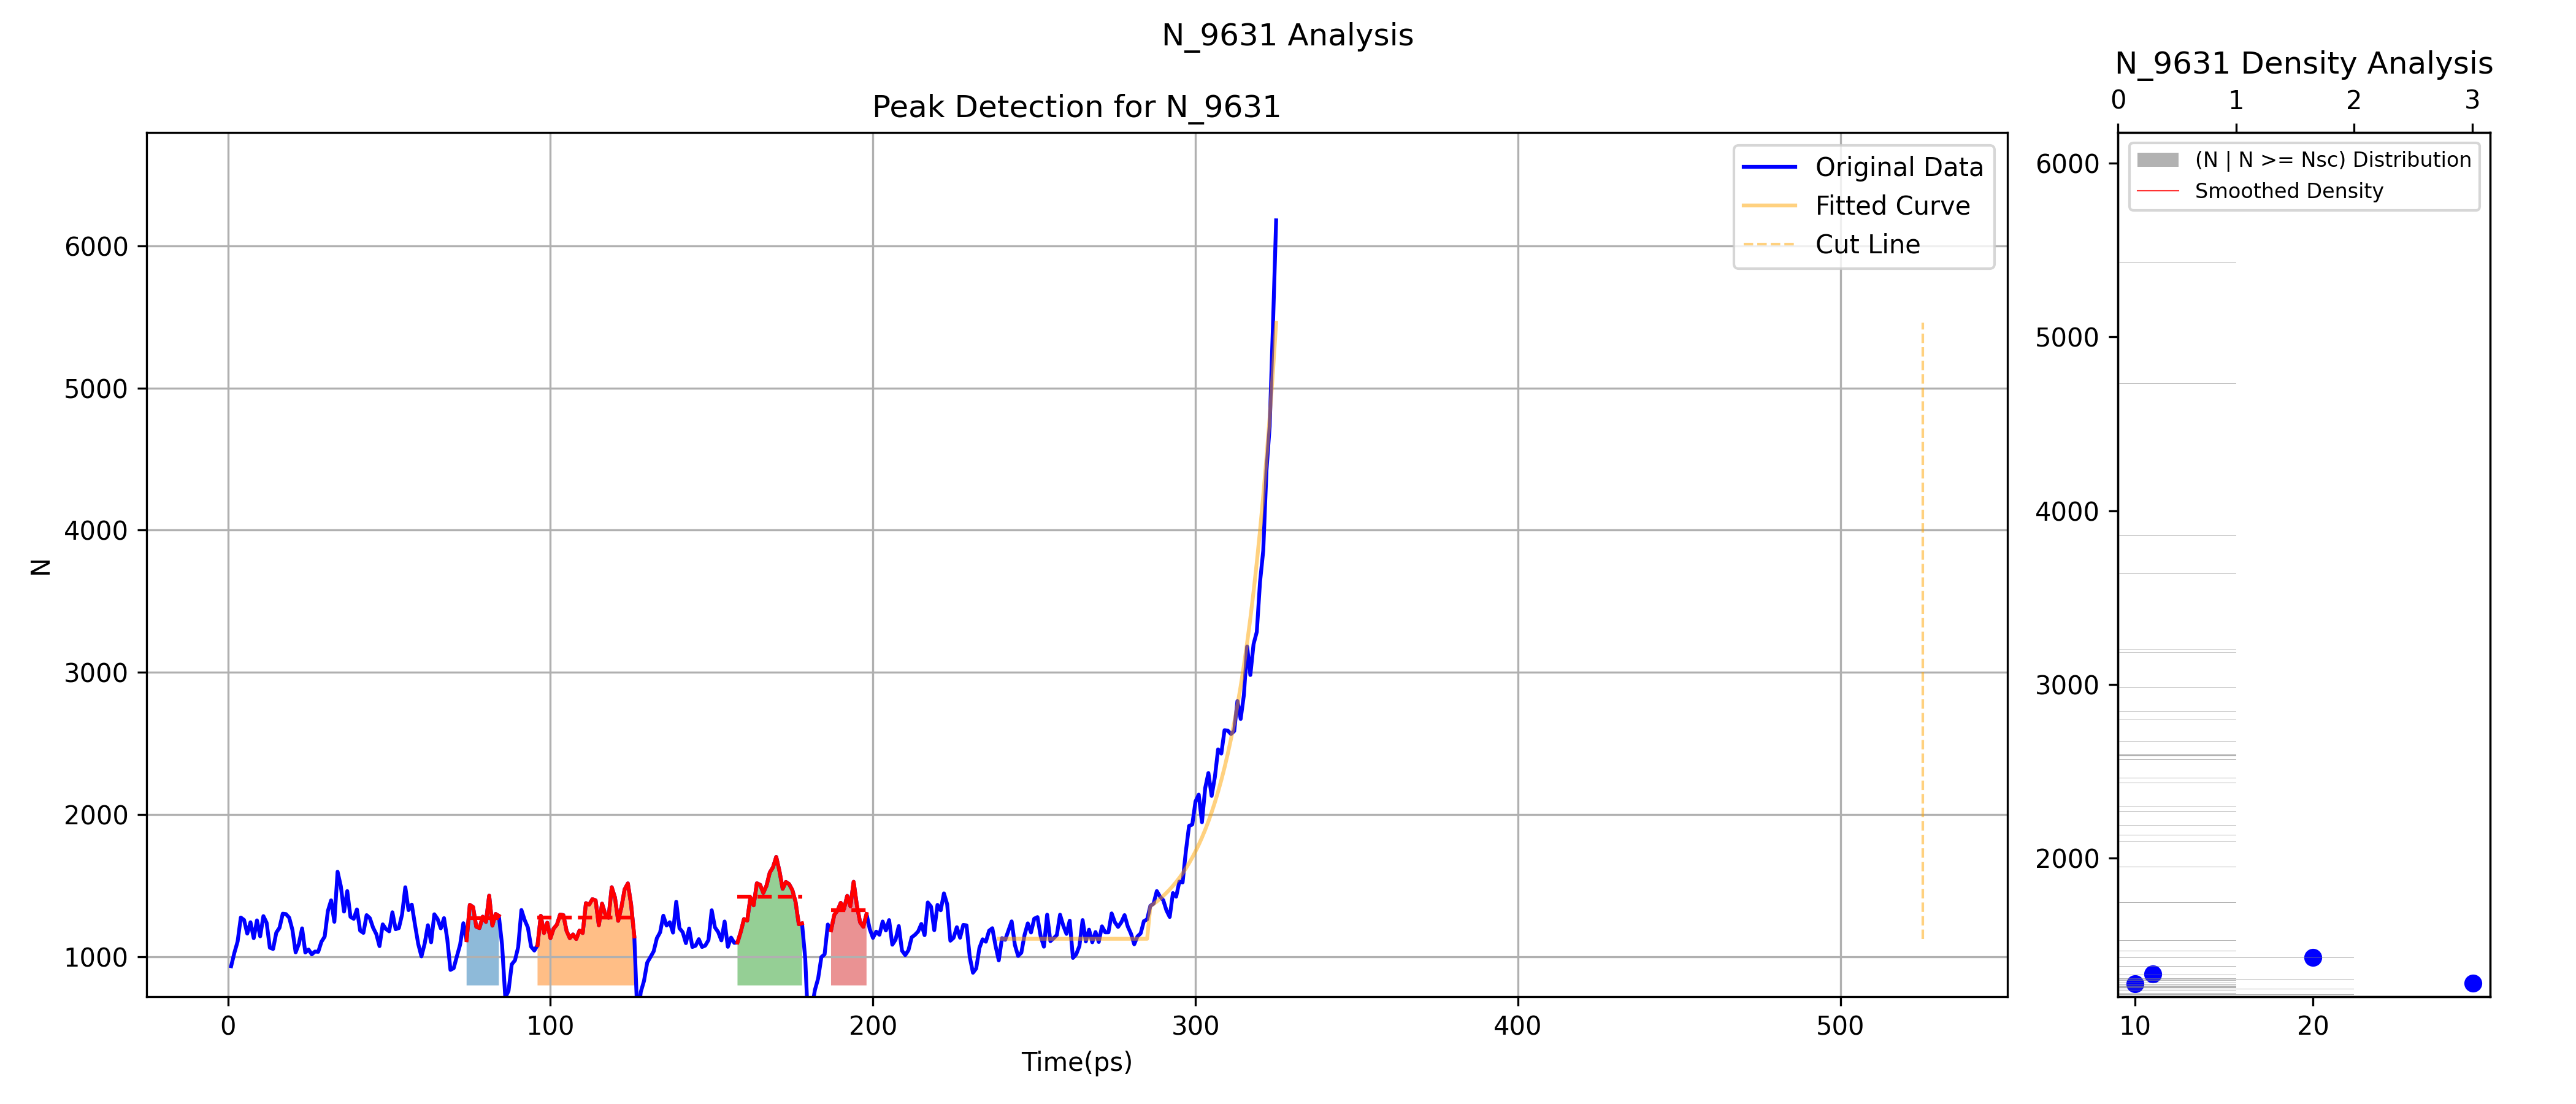 N_9631 Analysis
Peak Detection for N_9631
N
6000
5000
4000
3000
2000
1000
0 100 200 300 400 500
Time(ps)
Original Data
Fitted Curve
Cut Line
N_9631 Density Analysis
0 1 2 3
(N | N >= Nsc) Distribution
Smoothed Density
6000
5000
4000
3000
2000
10 20